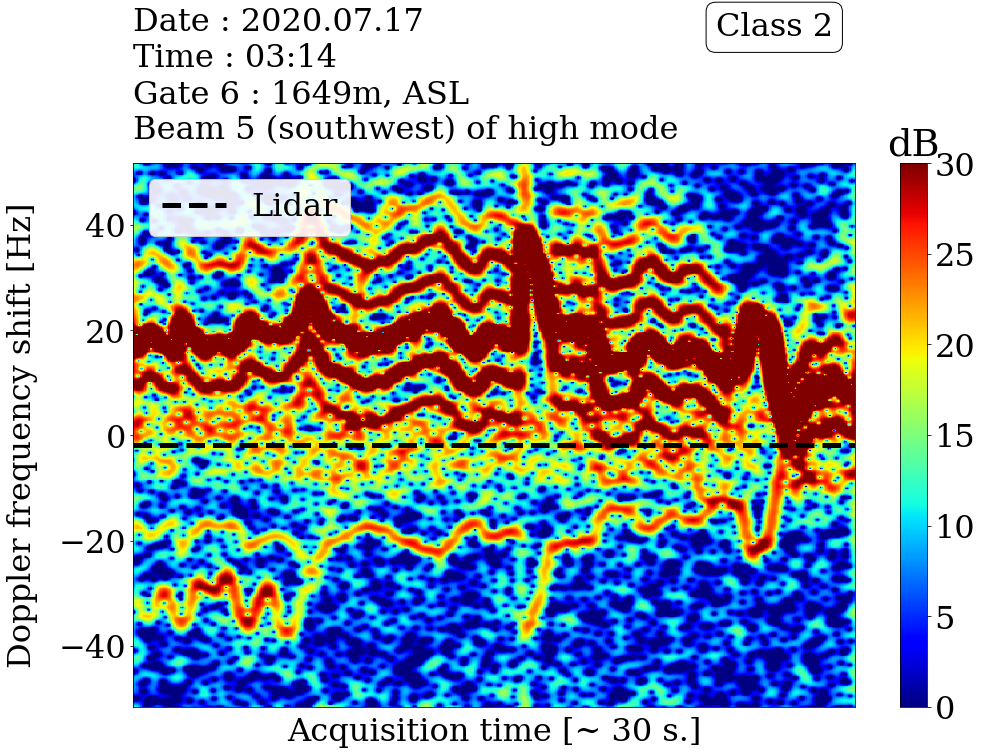 Date : 2020.07.17
Time : 03:14
Gate 6 : 1649m, ASL
Beam 5 (southwest) of high mode
Class 2
dB
Lidar
Doppler frequency shift [Hz]
40
20
0
−20
−40
30
25
20
15
10
5
0
Acquisition time [~ 30 s.]